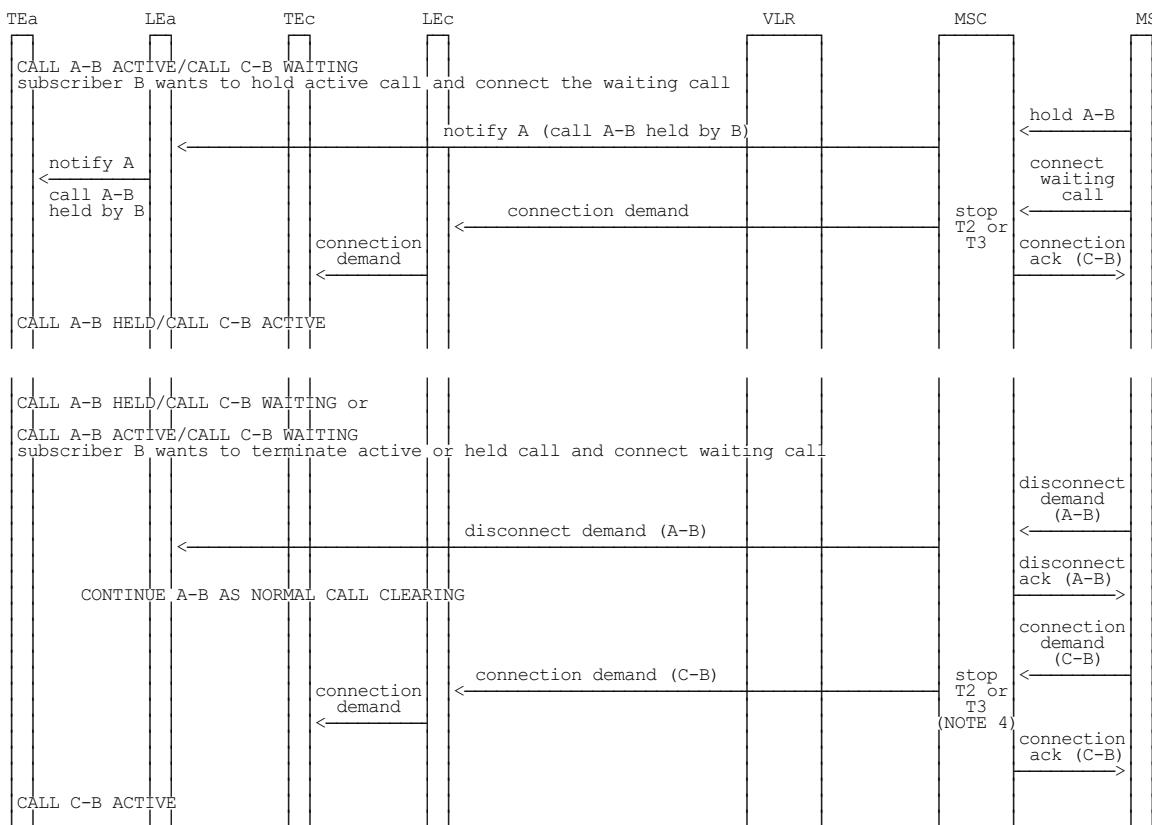 TEa LEa TEc LEc VLR MSC MS
CALL A-B ACTIVE/CALL C-B WAITING
subscriber B wants to hold active call and connect the waiting call
hold A-B
notify A (call A-B held by B)
notify A
call A-B
held by B
connect
waiting
call
connection demand
stop
T2 or
T3
connection
demand
connection
ack (C-B)
CALL A-B HELD/CALL C-B ACTIVE
CALL A-B HELD/CALL C-B WAITING or
CALL A-B ACTIVE/CALL C-B WAITING
subscriber B wants to terminate active or held call and connect waiting call
disconnect
demand
(A-B)
disconnect demand (A-B)
disconnect
ack (A-B)
CONTINUE A-B AS NORMAL CALL CLEARING
connection
demand
(C-B)
connection demand (C-B)
stop
T2 or
T3
(NOTE 4)
connection
demand
connection
ack (C-B)
CALL C-B ACTIVE